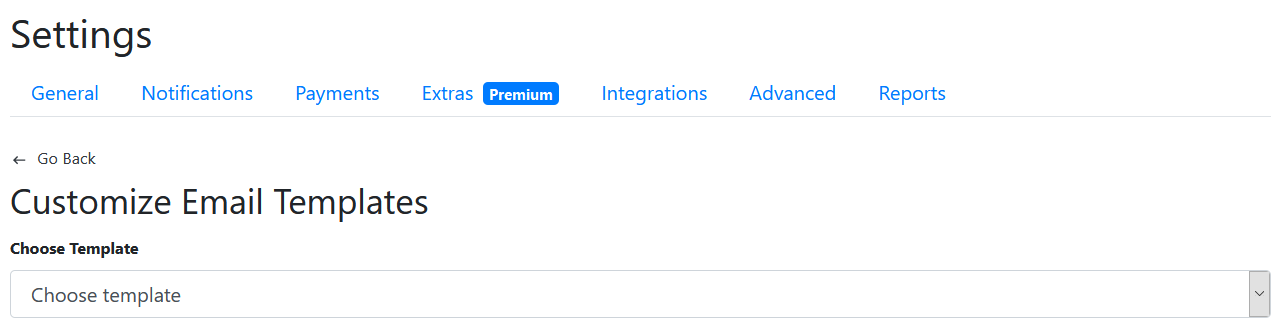 Settings
General Notifications Payments Extras Premium Integrations Advanced Reports
← Go Back
Customize Email Templates
Choose Template
Choose template